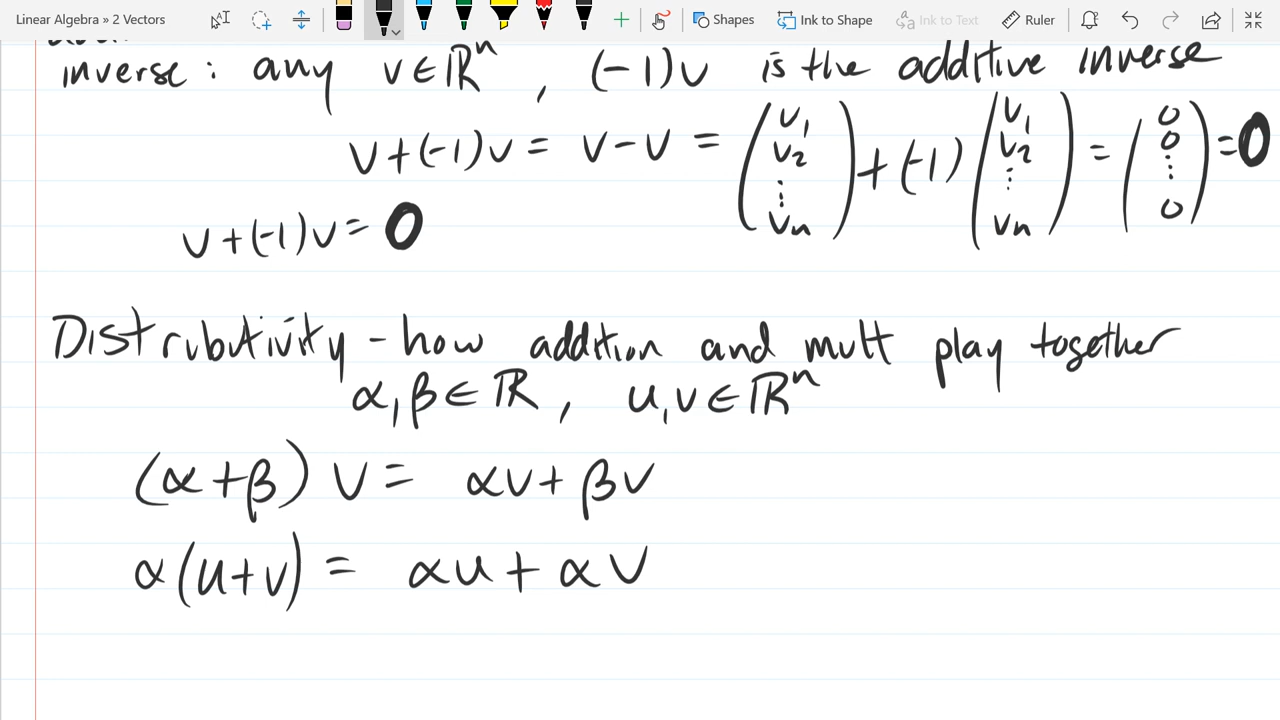 Linear Algebra » 2 Vectors
Shapes Ink to Shape Ink to Text Ruler
inverse : any v∈ℝⁿ , (-1)v is the additive inverse
v+(-1)v = v-v = (v₁ v₂ ⋮ vₙ) + (-1) (v₁ v₂ ⋮ vₙ) = (0 0 ⋮ 0) = 0
v+(-1)v = 0
Distributivity - how addition and mult play together
α, β ∈ ℝ , u, v ∈ ℝⁿ
(α+β) v = αv + βv
α(u+v) = αu + αv